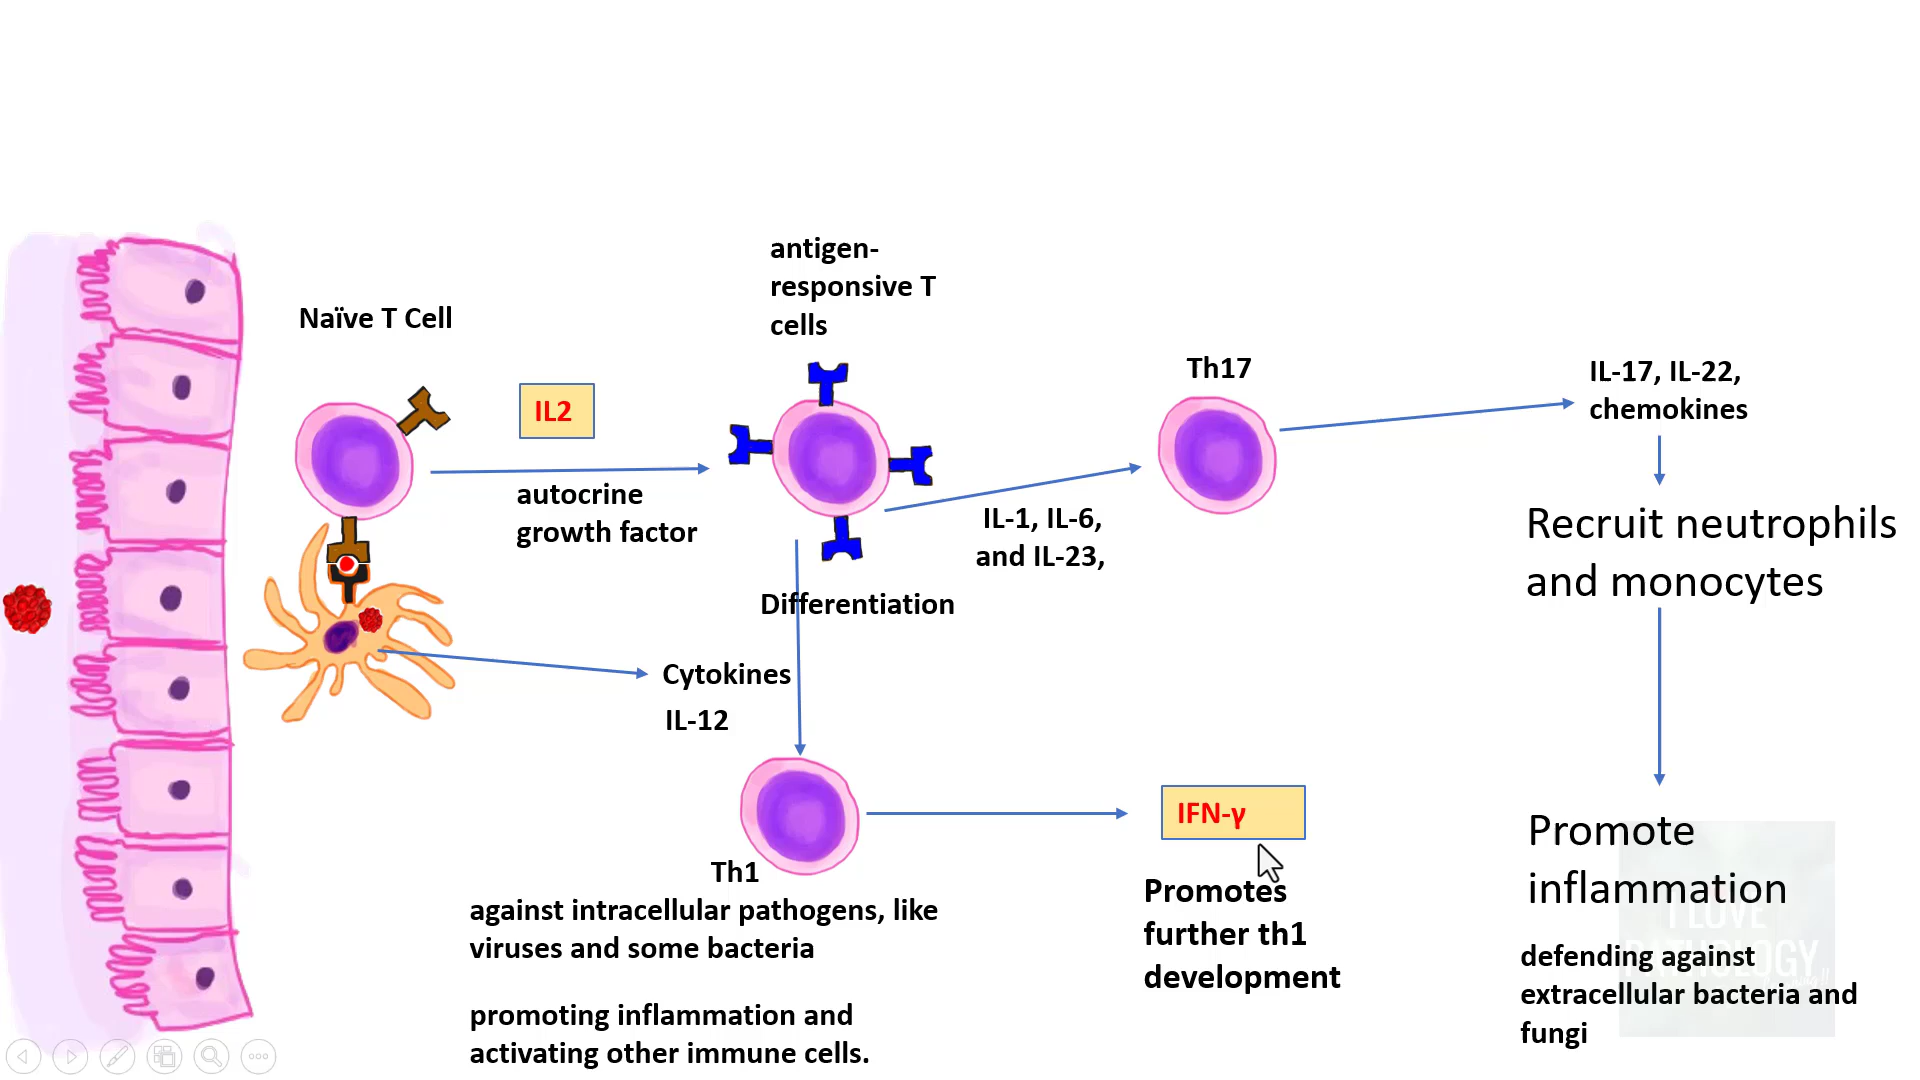 antigen-
responsive T
cells
Naïve T Cell
IL2
autocrine
growth factor
Th17
IL-17, IL-22,
chemokines
IL-1, IL-6,
and IL-23,
Recruit neutrophils
and monocytes
Differentiation
Cytokines
IL-12
Th1
against intracellular pathogens, like
viruses and some bacteria
promoting inflammation and
activating other immune cells.
IFN-γ
Promotes
further th1
development
Promote
inflammation
defending against
extracellular bacteria and
fungi
I LOVE
PATHOLOGY